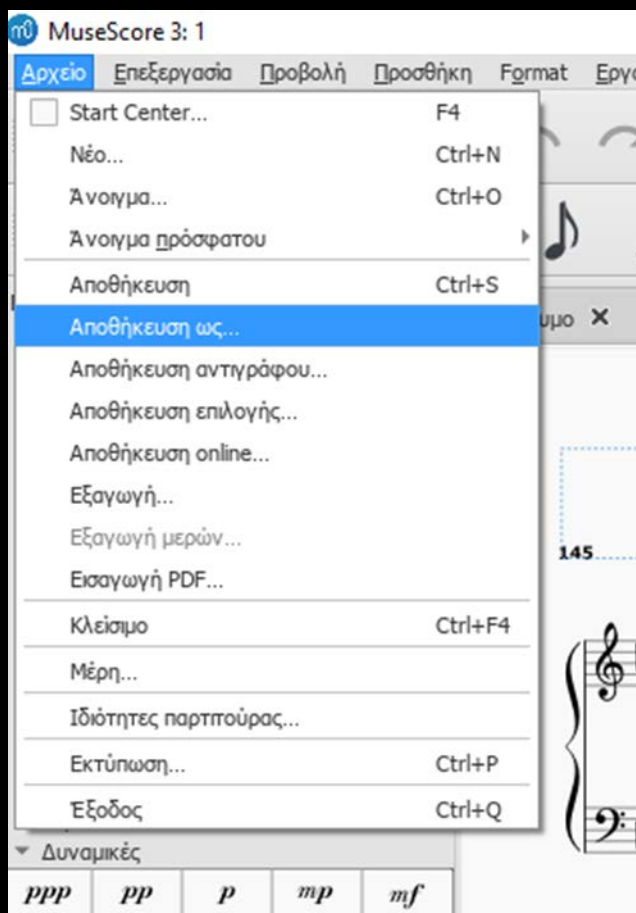 MuseScore 3: 1
Αρχείο Επεξεργασία Προβολή Προσθήκη Format
Start Center... F4
Νέο... Ctrl+N
Άνοιγμα... Ctrl+O
Άνοιγμα πρόσφατου
Αποθήκευση Ctrl+S
Αποθήκευση ως...
Αποθήκευση αντιγράφου...
Αποθήκευση επιλογής...
Αποθήκευση online...
Εξαγωγή...
Εξαγωγή μερών...
Εισαγωγή PDF...
145
Κλείσιμο Ctrl+F4
Μέρη...
Ιδιότητες παρτιτούρας...
Εκτύπωση... Ctrl+P
Έξοδος Ctrl+Q
Δυναμικές
ppp pp p mp mf